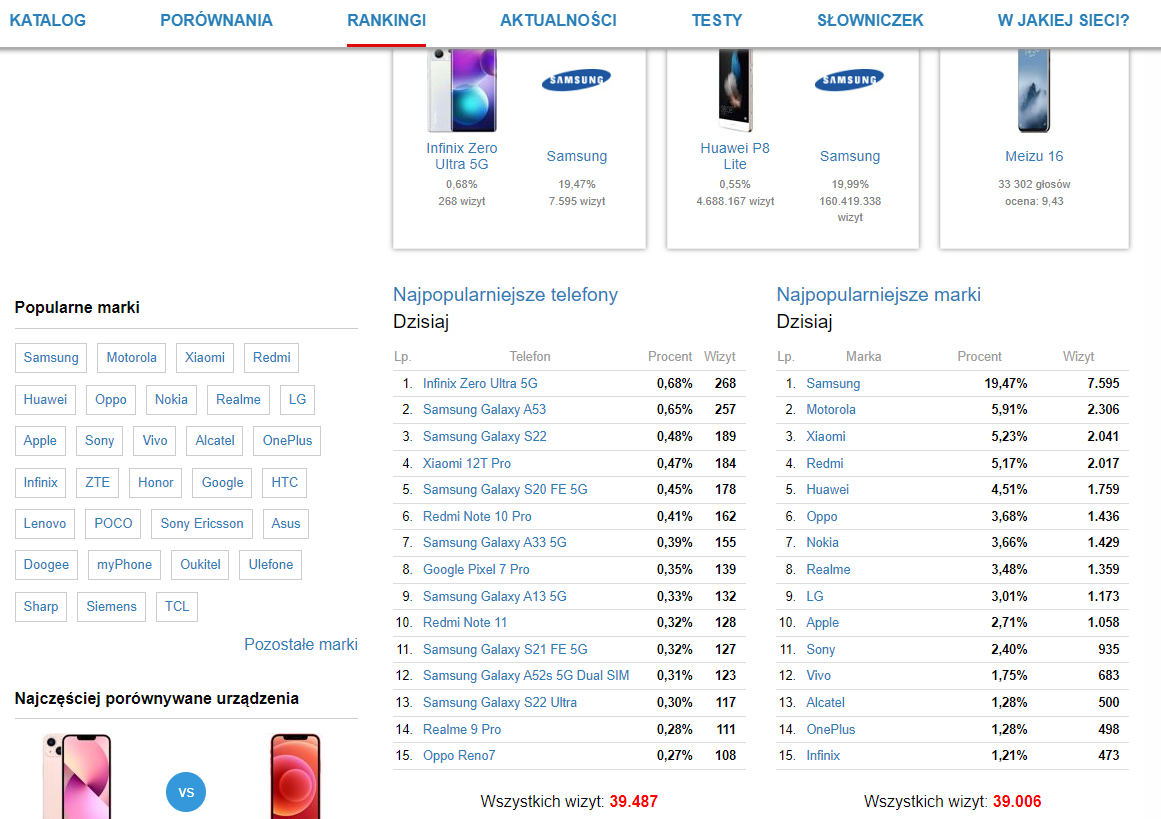 KATALOG PORÓWNANIA RANKINGI AKTUALNOŚCI TESTY SŁOWNICZEK W JAKIEJ SIECI?
SAMSUNG SAMSUNG
Infinix Zero Ultra 5G
0,68%
268 wizyt
Samsung
19,47%
7.595 wizyt
Huawei P8 Lite
0,55%
4.688.167 wizyt
Samsung
19,99%
160.419.338
wizyt
Meizu 16
33 302 głosów
ocena: 9,43
Popularne marki
Samsung Motorola Xiaomi Redmi
Huawei Oppo Nokia Realme LG
Apple Sony Vivo Alcatel OnePlus
Infinix ZTE Honor Google HTC
Lenovo POCO Sony Ericsson Asus
Doogee myPhone Oukitel Ulefone
Sharp Siemens TCL
Pozostałe marki
Najczęściej porównywane urządzenia
VS
Najpopularniejsze telefony
Dzisiaj
Lp. Telefon Procent Wizyt
1. Infinix Zero Ultra 5G 0,68% 268
2. Samsung Galaxy A53 0,65% 257
3. Samsung Galaxy S22 0,48% 189
4. Xiaomi 12T Pro 0,47% 184
5. Samsung Galaxy S20 FE 5G 0,45% 178
6. Redmi Note 10 Pro 0,41% 162
7. Samsung Galaxy A33 5G 0,39% 155
8. Google Pixel 7 Pro 0,35% 139
9. Samsung Galaxy A13 5G 0,33% 132
10. Redmi Note 11 0,32% 128
11. Samsung Galaxy S21 FE 5G 0,32% 127
12. Samsung Galaxy A52s 5G Dual SIM 0,31% 123
13. Samsung Galaxy S22 Ultra 0,30% 117
14. Realme 9 Pro 0,28% 111
15. Oppo Reno7 0,27% 108
Wszystkich wizyt: 39.487
Najpopularniejsze marki
Dzisiaj
Lp. Marka Procent Wizyt
1. Samsung 19,47% 7.595
2. Motorola 5,91% 2.306
3. Xiaomi 5,23% 2.041
4. Redmi 5,17% 2.017
5. Huawei 4,51% 1.759
6. Oppo 3,68% 1.436
7. Nokia 3,66% 1.429
8. Realme 3,48% 1.359
9. LG 3,01% 1.173
10. Apple 2,71% 1.058
11. Sony 2,40% 935
12. Vivo 1,75% 683
13. Alcatel 1,28% 500
14. OnePlus 1,28% 498
15. Infinix 1,21% 473
Wszystkich wizyt: 39.006